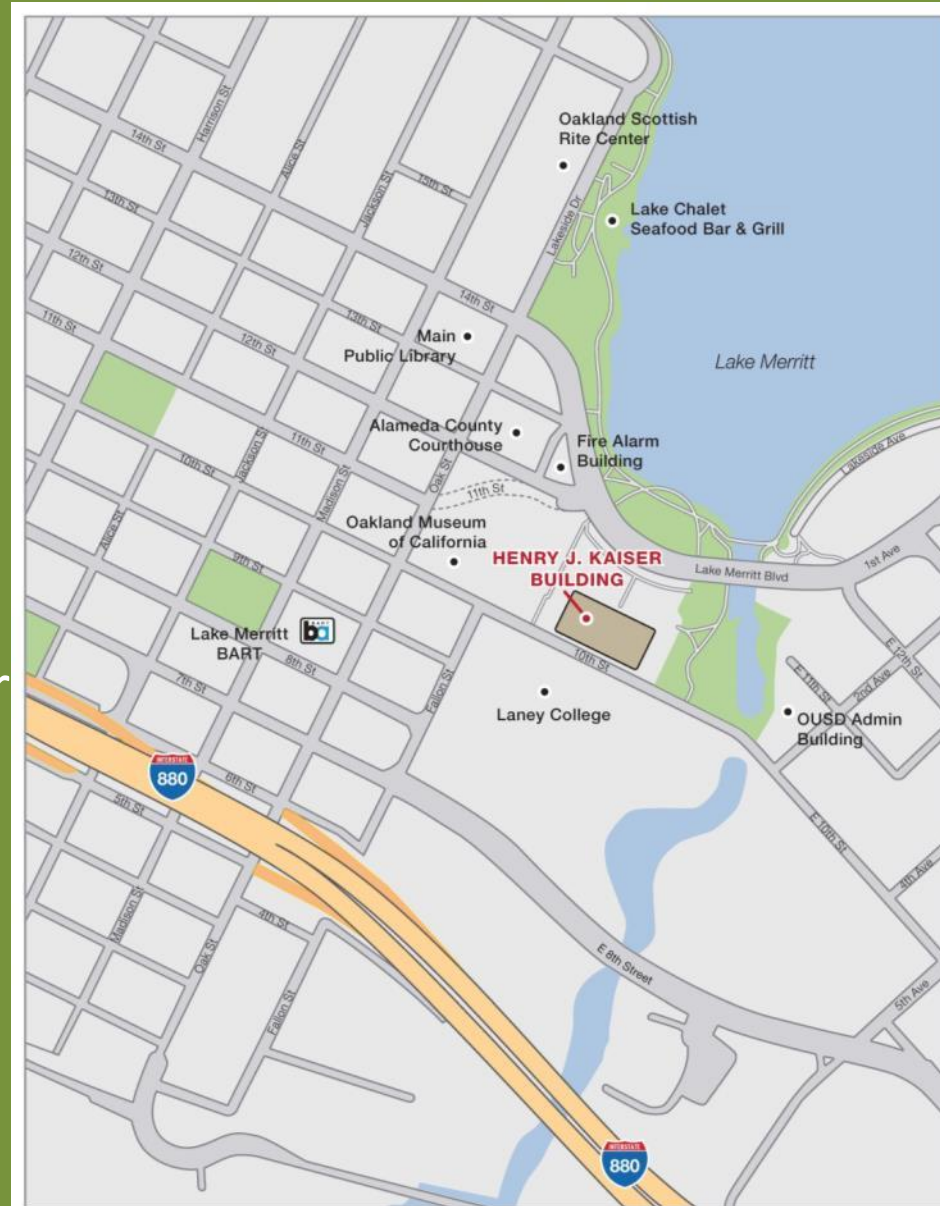 Oakland Scottish
Rite Center
Harrison St
14th St
Alice St
15th St
Jackson St
13th St
Lakeside Dr
Lake Chalet
Seafood Bar & Grill
12th St
14th St
11th St
13th St
12th St
Main
Public Library
Lake Merritt
Alameda County
Courthouse
Fire Alarm
Building
Lakeside Ave
11th St
Jackson St
10th St
Oak St
Madison St
11th St
Oakland Museum
of California
Alice St
9th St
HENRY J. KAISER
BUILDING
Lake Merritt Blvd
1st Ave
Lake Merritt
BART
BART
ba
8th St
10th St
E 12th St
7th St
Fallon St
E 11th St
2nd Ave
Laney College
OUSD Admin
Building
INTERSTATE
880
6th St
5th St
E 10th St
4th Ave
Madison St
4th St
Oak St
E 8th Street
5th Ave
Fallon St
INTERSTATE
880